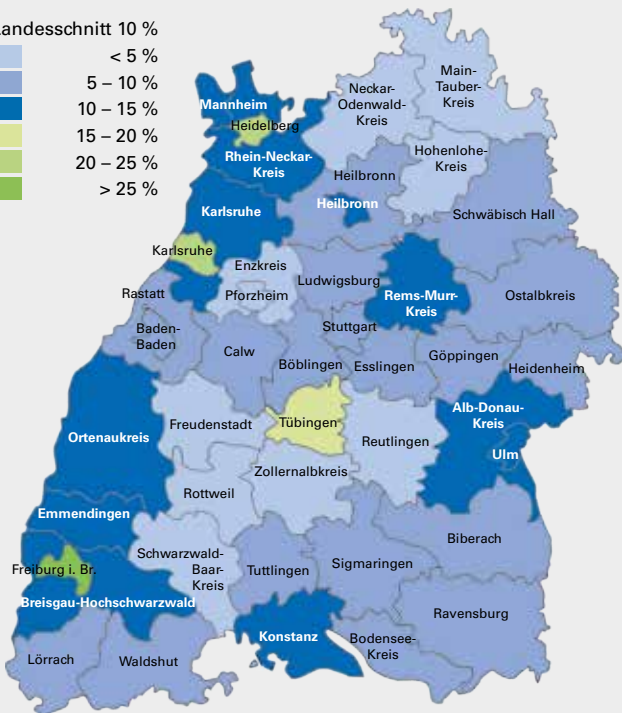 Landesschnitt 10 %
< 5 %
5 – 10 %
10 – 15 %
15 – 20 %
20 – 25 %
> 25 %
Main-
Tauber-
Kreis
Neckar-
Odenwald-
Kreis
Mannheim
Heidelberg
Rhein-Neckar-
Kreis
Hohenlohe-
Kreis
Heilbronn
Heilbronn
Karlsruhe
Schwäbisch Hall
Karlsruhe
Enzkreis
Ludwigsburg
Rastatt
Pforzheim
Rems-Murr-
Kreis
Ostalbkreis
Baden-
Baden
Stuttgart
Calw
Böblingen
Esslingen
Göppingen
Heidenheim
Alb-Donau-
Kreis
Freudenstadt
Tübingen
Ortenaukreis
Reutlingen
Ulm
Zollernalbkreis
Rottweil
Emmendingen
Biberach
Schwarzwald-
Baar-
Kreis
Freiburg i. Br.
Tuttlingen
Sigmaringen
Breisgau-Hochschwarzwald
Ravensburg
Konstanz
Bodensee-
Kreis
Lörrach
Waldshut